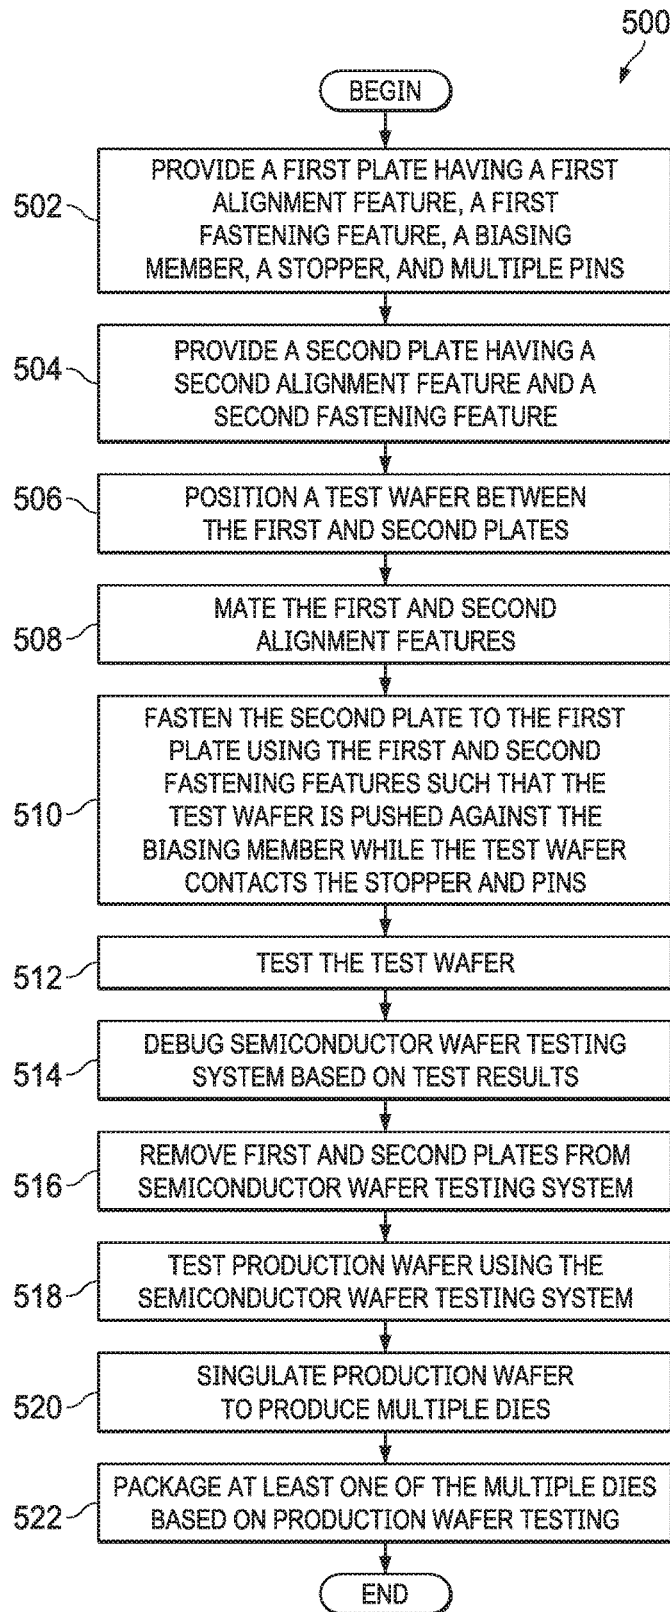 500
BEGIN
502
PROVIDE A FIRST PLATE HAVING A FIRST
ALIGNMENT FEATURE, A FIRST
FASTENING FEATURE, A BIASING
MEMBER, A STOPPER, AND MULTIPLE PINS
504
PROVIDE A SECOND PLATE HAVING A
SECOND ALIGNMENT FEATURE AND A
SECOND FASTENING FEATURE
506
POSITION A TEST WAFER BETWEEN
THE FIRST AND SECOND PLATES
508
MATE THE FIRST AND SECOND
ALIGNMENT FEATURES
510
FASTEN THE SECOND PLATE TO THE FIRST
PLATE USING THE FIRST AND SECOND
FASTENING FEATURES SUCH THAT THE
TEST WAFER IS PUSHED AGAINST THE
BIASING MEMBER WHILE THE TEST WAFER
CONTACTS THE STOPPER AND PINS
512
TEST THE TEST WAFER
514
DEBUG SEMICONDUCTOR WAFER TESTING
SYSTEM BASED ON TEST RESULTS
516
REMOVE FIRST AND SECOND PLATES FROM
SEMICONDUCTOR WAFER TESTING SYSTEM
518
TEST PRODUCTION WAFER USING THE
SEMICONDUCTOR WAFER TESTING SYSTEM
520
SINGULATE PRODUCTION WAFER
TO PRODUCE MULTIPLE DIES
522
PACKAGE AT LEAST ONE OF THE MULTIPLE DIES
BASED ON PRODUCTION WAFER TESTING
END